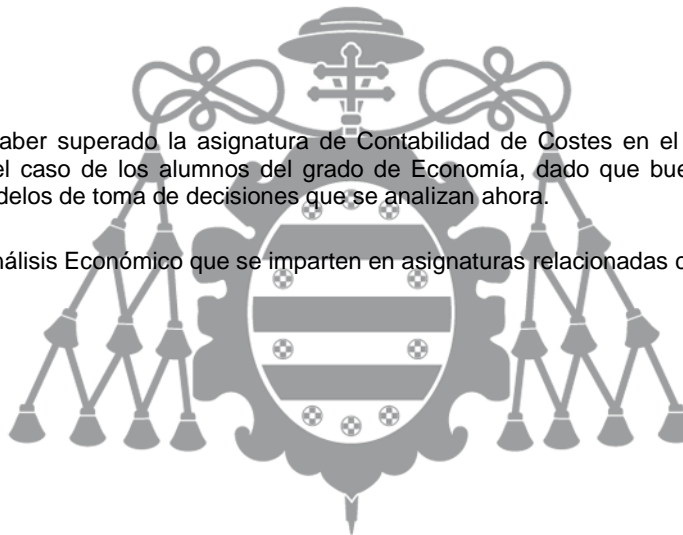 aber superado la asignatura de Contabilidad de Costes en el
el caso de los alumnos del grado de Economía, dado que bue
delos de toma de decisiones que se analizan ahora.
nálisis Económico que se imparten en asignaturas relacionadas c